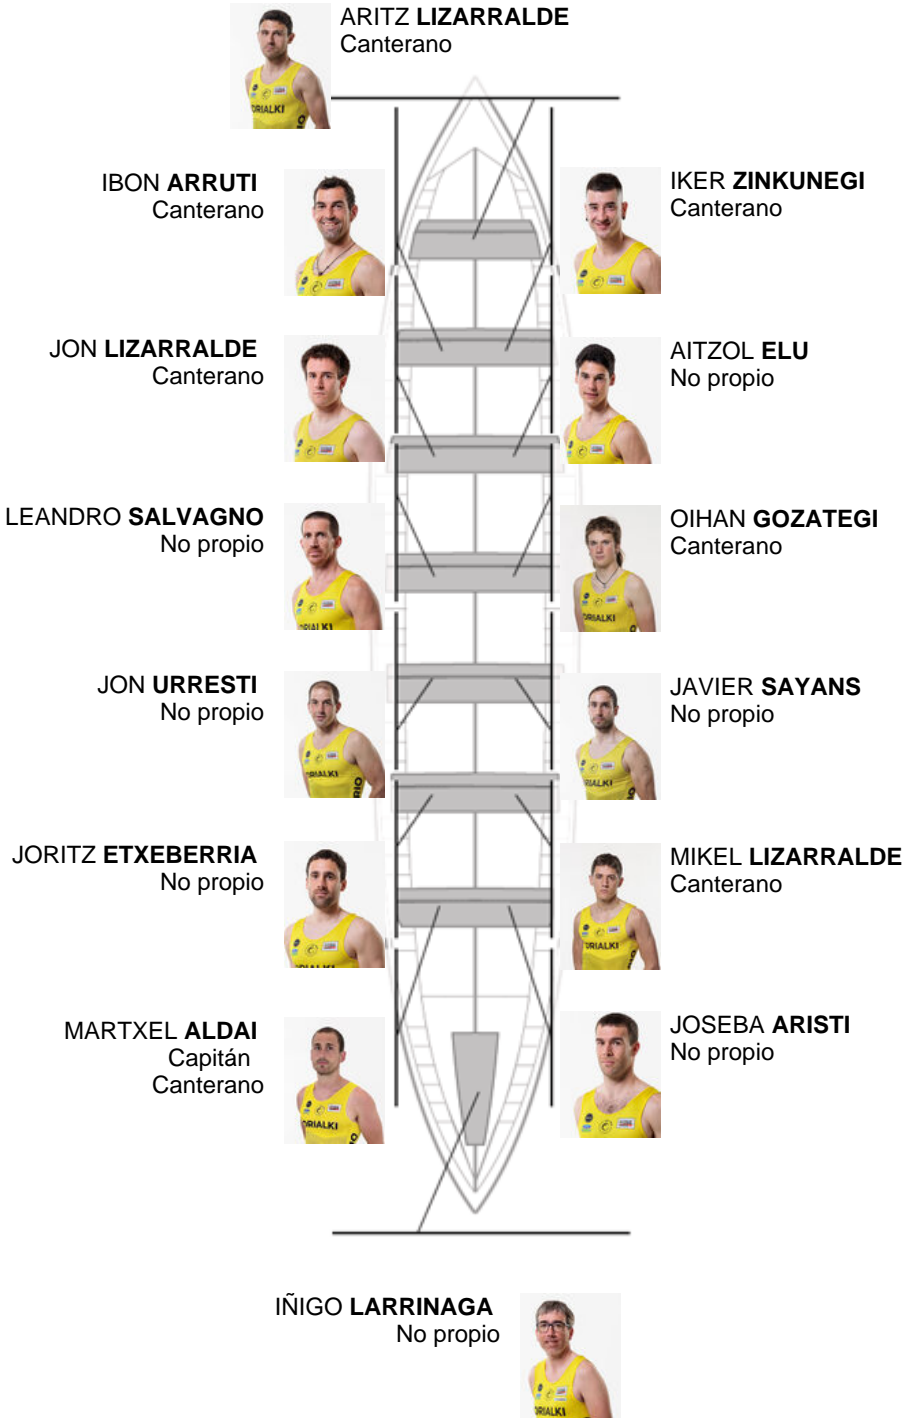 ARITZ LIZARRALDE
Canterano
IBON ARRUTI
Canterano
IKER ZINKUNEGI
Canterano
JON LIZARRALDE
Canterano
AITZOL ELU
No propio
LEANDRO SALVAGNO
No propio
OIHAN GOZATEGI
Canterano
JON URRESTI
No propio
JAVIER SAYANS
No propio
JORITZ ETXEBERRIA
No propio
MIKEL LIZARRALDE
Canterano
MARTXEL ALDAI
Capitán
Canterano
JOSEBA ARISTI
No propio
IÑIGO LARRINAGA
No propio